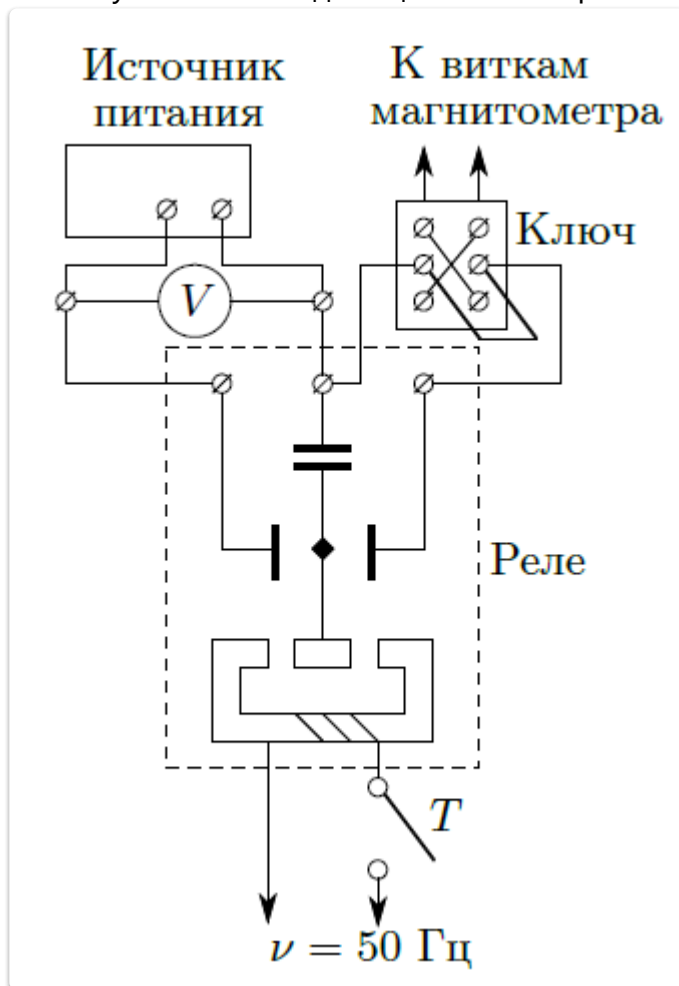 Источник
питания
К виткам
магнитометра
Ключ
V
Реле
T
ν = 50 Гц